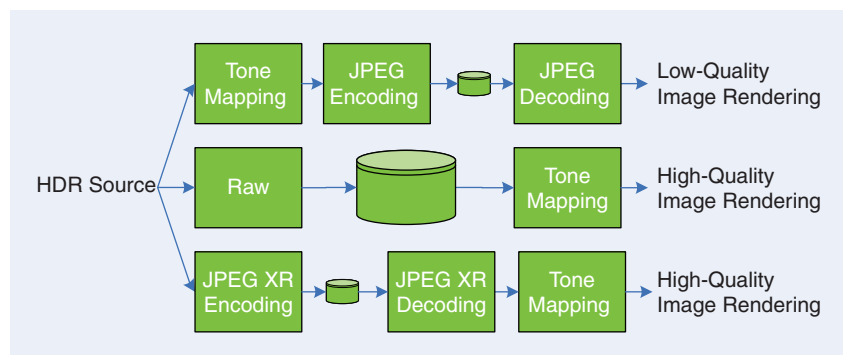 Tone
Mapping
JPEG
Encoding
JPEG
Decoding
Low-Quality
Image Rendering
HDR Source
Raw
Tone
Mapping
High-Quality
Image Rendering
JPEG XR
Encoding
JPEG XR
Decoding
Tone
Mapping
High-Quality
Image Rendering